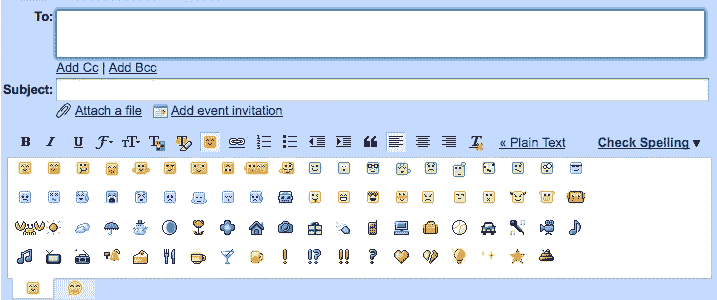 To:
Add Cc | Add Bcc
Subject:
Attach a file Add event invitation
B I U F T T T « Plain Text Check Spelling ▼